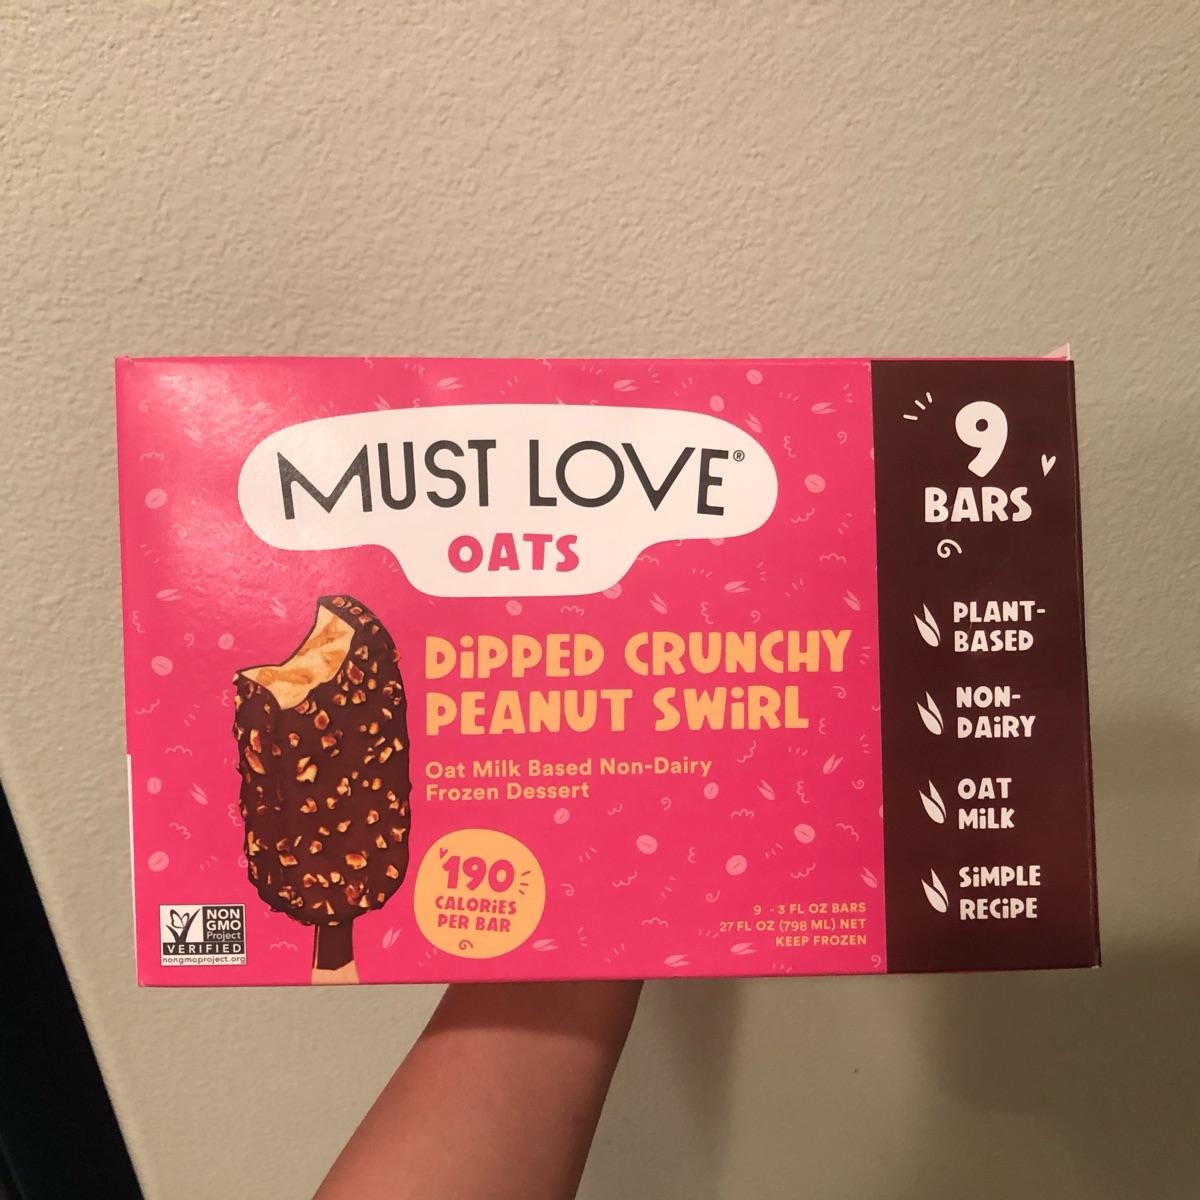 MUST LOVE®
OATS
DiPPED CRUNCHY
PEANUT SWiRL
Oat Milk Based Non-Dairy
Frozen Dessert
190
CALORiES
PER BAR
NON
GMO
Project
VERIFIED
nongmoproject.org
9 - 3 FL OZ BARS
27 FL OZ (798 ML) NET
KEEP FROZEN
9
BARS
PLANT-
BASED
NON-
DAiRY
OAT
MiLK
SiMPLE
RECiPE